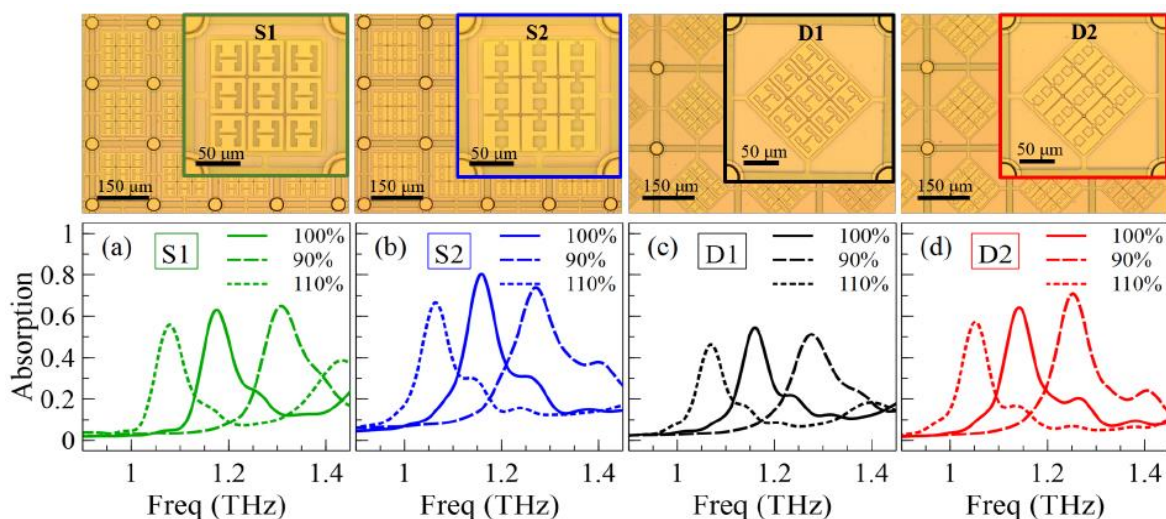 S1
50 μm
150 μm
S2
50 μm
150 μm
D1
50 μm
150 μm
D2
50 μm
150 μm
Absorption
1
0.8
0.6
0.4
0.2
0
(a) S1
100%
90%
110%
(b) S2
100%
90%
110%
(c) D1
100%
90%
110%
(d) D2
100%
90%
110%
1 1.2 1.4
1 1.2 1.4
1 1.2 1.4
1 1.2 1.4
Freq (THz)
Freq (THz)
Freq (THz)
Freq (THz)